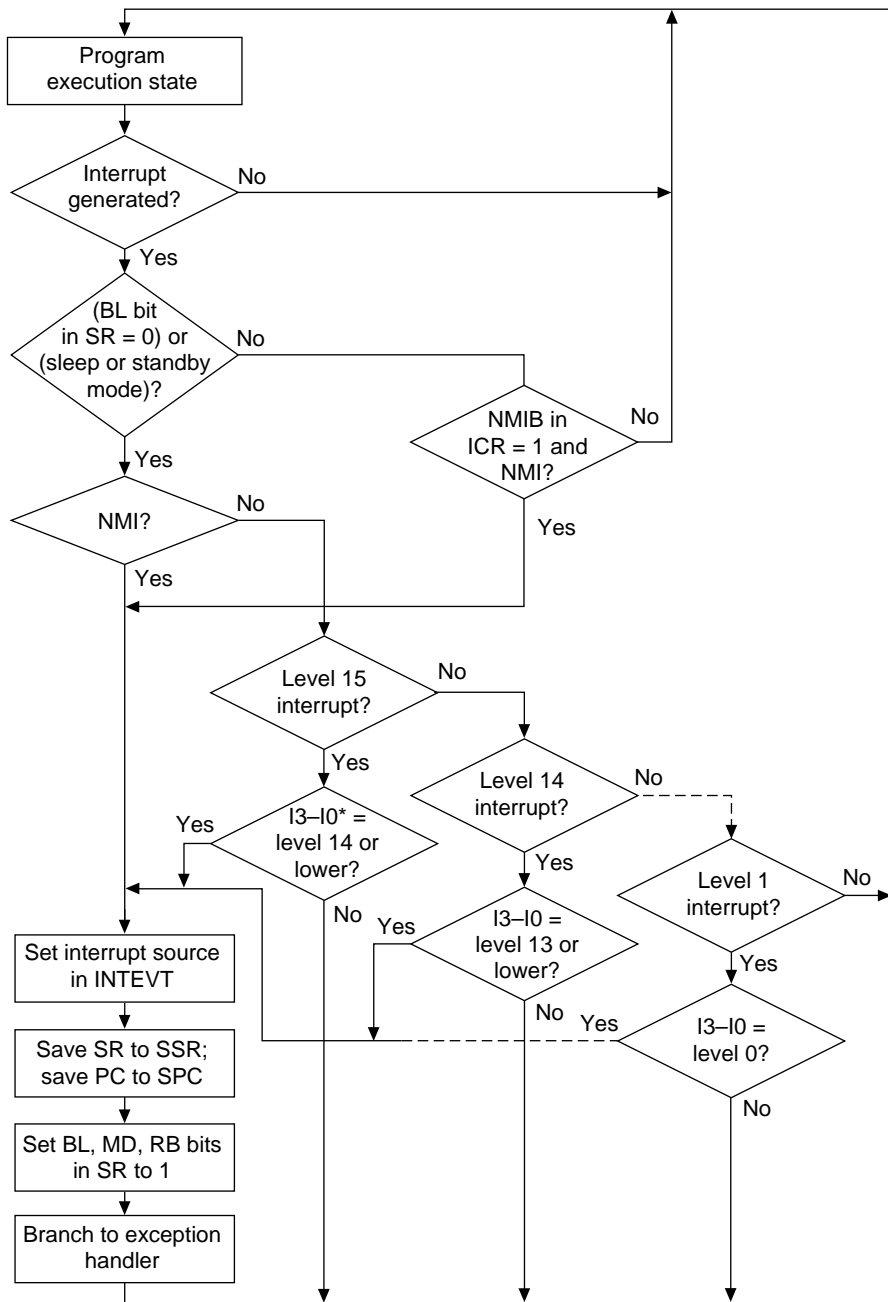 Program
execution state
Interrupt
generated?
No
Yes
(BL bit
in SR = 0) or
(sleep or standby
mode)?
No
Yes
NMIB in
ICR = 1 and
NMI?
No
Yes
NMI?
No
Yes
Level 15
interrupt?
No
Yes
Level 14
interrupt?
No
Yes
I3–I0* =
level 14 or
lower?
Yes
No
Level 1
interrupt?
No
Yes
I3–I0 =
level 13 or
lower?
Yes
No
I3–I0 =
level 0?
Yes
No
Set interrupt source
in INTEVT
Save SR to SSR;
save PC to SPC
Set BL, MD, RB bits
in SR to 1
Branch to exception
handler